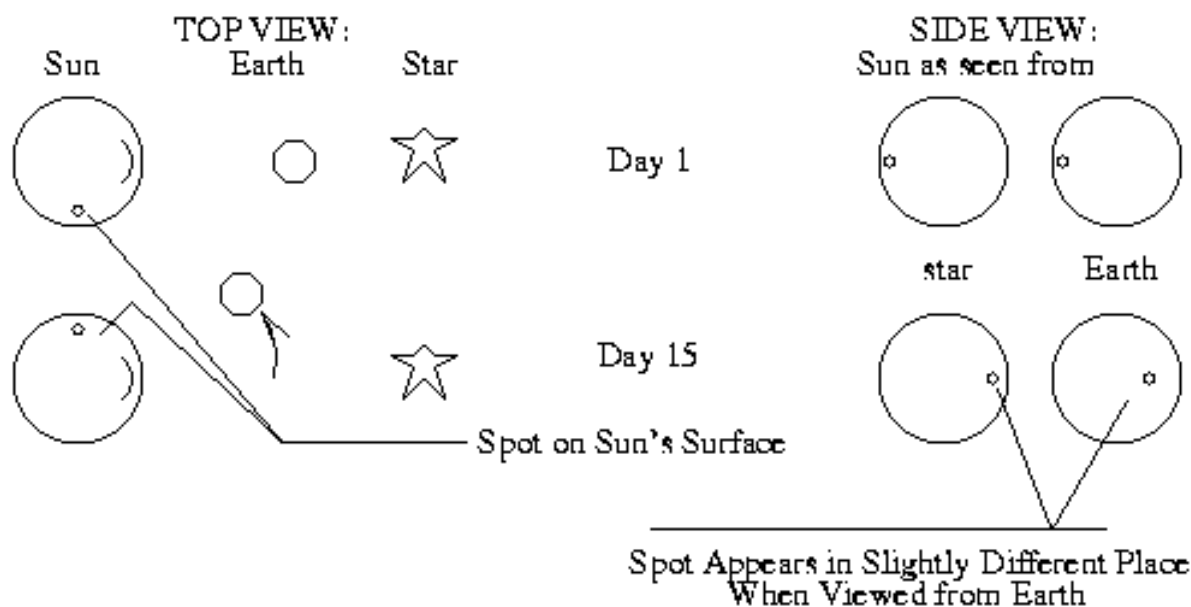 TOP VIEW:
Sun Earth Star
SIDE VIEW:
Sun as seen from
Day 1
star Earth
Day 15
Spot on Sun's Surface
Spot Appears in Slightly Different Place
When Viewed from Earth